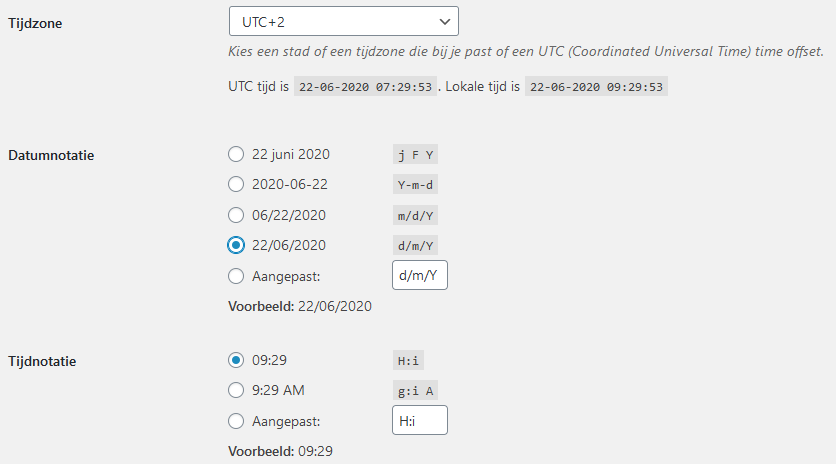 Tijdzone UTC+2
Kies een stad of een tijdzone die bij je past of een UTC (Coordinated Universal Time) time offset.
UTC tijd is 22-06-2020 07:29:53 . Lokale tijd is 22-06-2020 09:29:53
Datumnotatie 22 juni 2020 j F Y
2020-06-22 Y-m-d
06/22/2020 m/d/Y
22/06/2020 d/m/Y
Aangepast: d/m/Y
Voorbeeld: 22/06/2020
Tijdnotatie 09:29 H:i
9:29 AM g:i A
Aangepast: H:i
Voorbeeld: 09:29